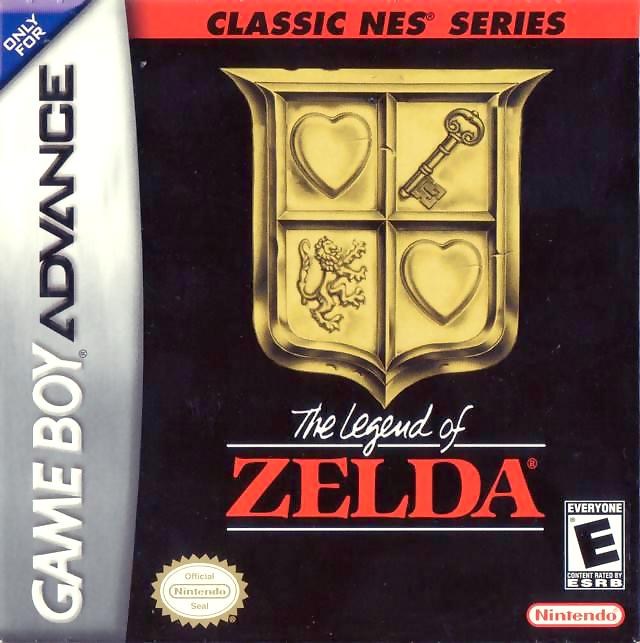 ONLY
FOR
CLASSIC NES® SERIES
GAME BOY® ADVANCE
The Legend of
ZELDA®
Official
Nintendo
Seal
®
EVERYONE
E
®
CONTENT RATED BY
ESRB
Nintendo®